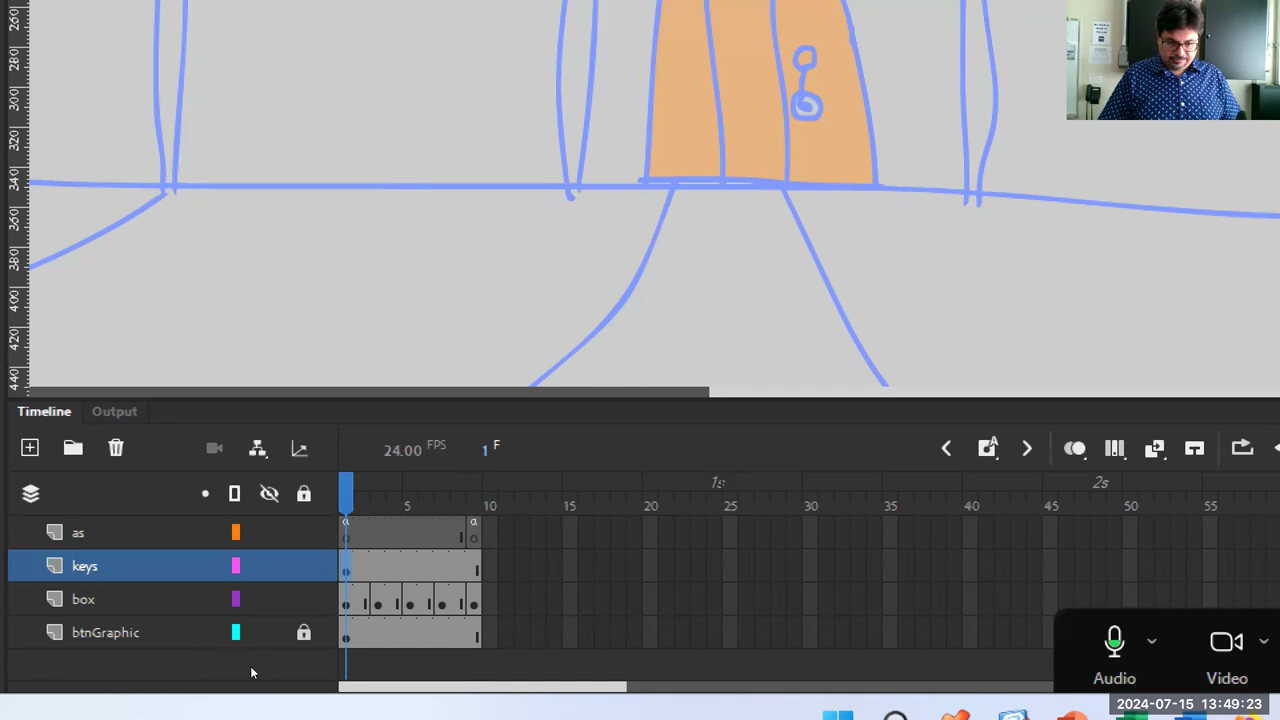 260
280
300
320
340
360
380
400
420
440
Timeline Output
24.00 FPS 1 F
1s 2s
5 10 15 20 25 30 35 40 45 50 55
as
keys
box
btnGraphic
Audio Video
2024-07-15 13:49:23